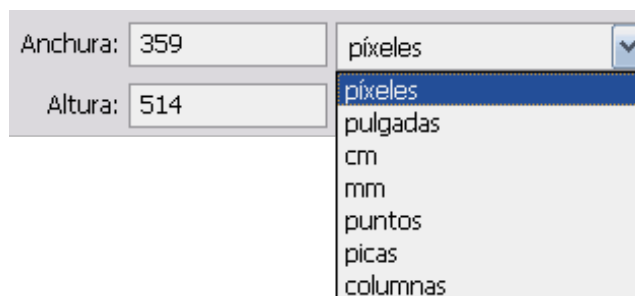 Anchura: 359 píxeles
Altura: 514
píxeles
pulgadas
cm
mm
puntos
picas
columnas